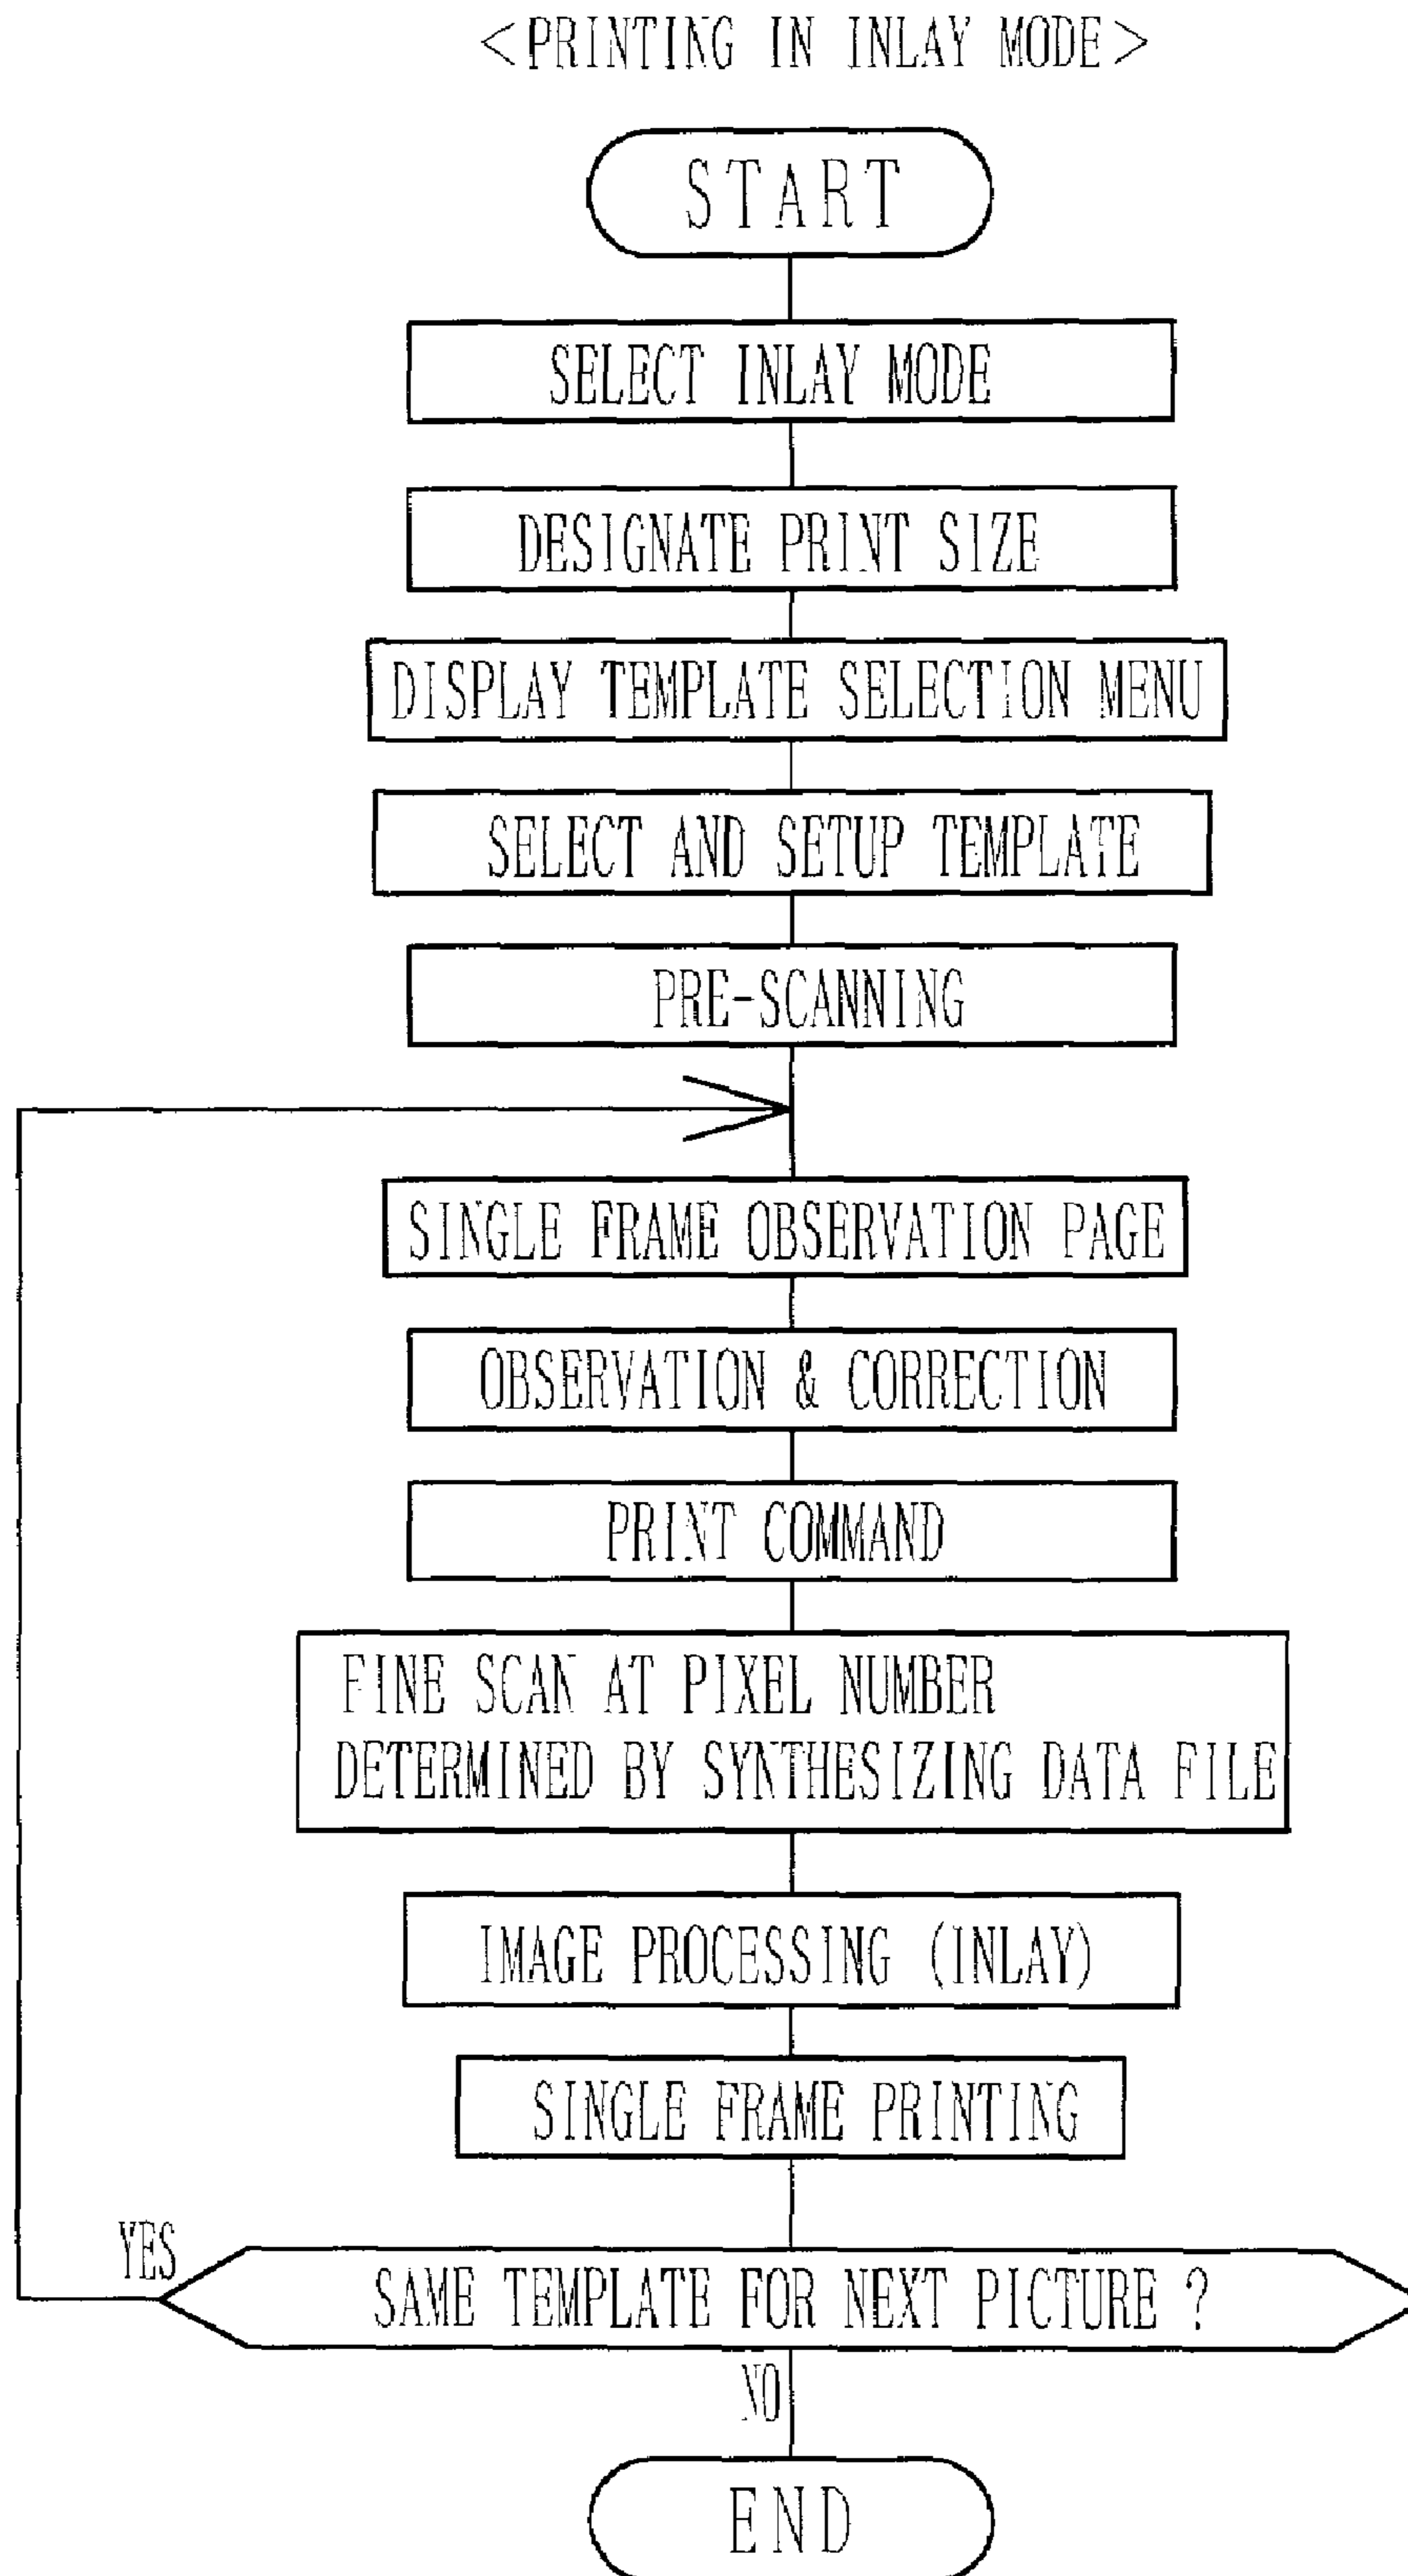 <PRINTING IN INLAY MODE>
START
SELECT INLAY MODE
DESIGNATE PRINT SIZE
DISPLAY TEMPLATE SELECTION MENU
SELECT AND SETUP TEMPLATE
PRE-SCANNING
SINGLE FRAME OBSERVATION PAGE
OBSERVATION & CORRECTION
PRINT COMMAND
FINE SCAN AT PIXEL NUMBER
DETERMINED BY SYNTHESIZING DATA FILE
IMAGE PROCESSING (INLAY)
SINGLE FRAME PRINTING
YES
SAME TEMPLATE FOR NEXT PICTURE ?
NO
END